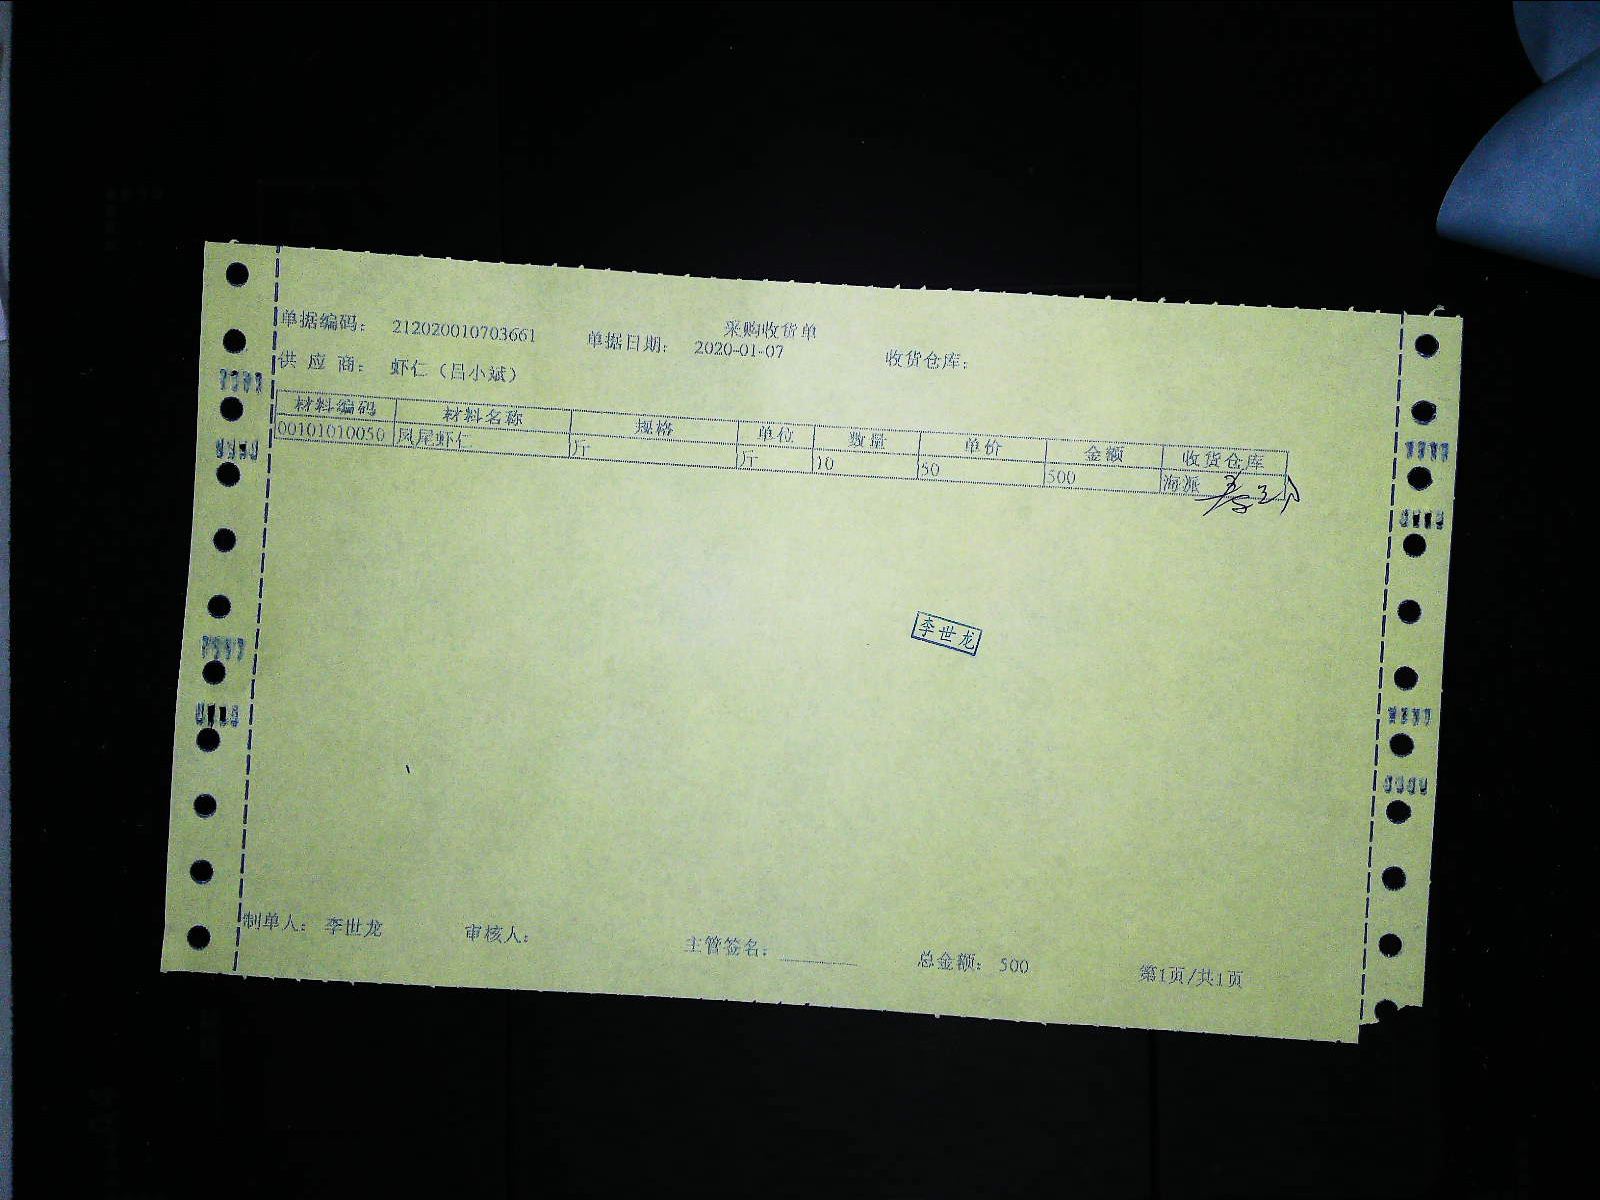 采购收货单
单据编码： 212020010703661 单据日期： 2020-01-07 收货仓库：
供 应 商： 虾仁（吕小斌）
材料编码 材料名称 规格 单位 数量 单价 金额 收货仓库
00101010050 凤尾虾仁 斤 斤 10 50 500 海派
李世龙
制单人： 李世龙 审核人： 主管签名： 总金额： 500 第1页/共1页